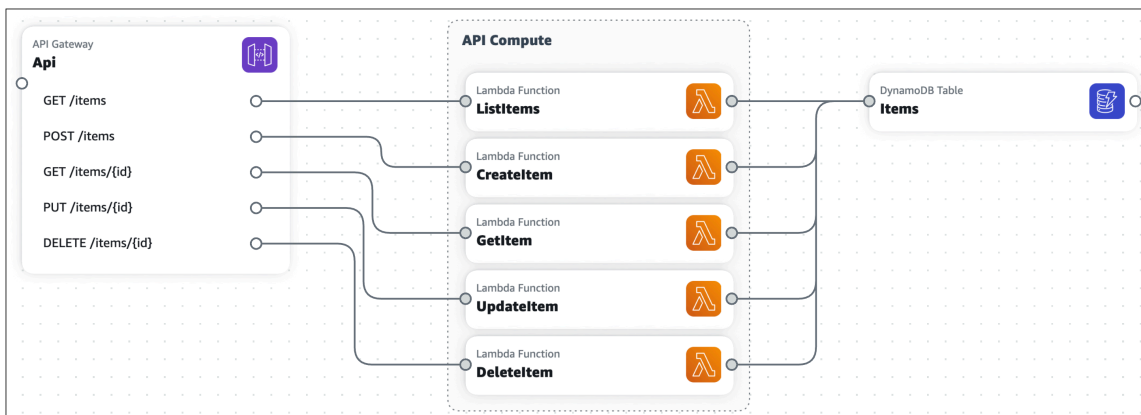 API Gateway
Api
GET /items
POST /items
GET /items/{id}
PUT /items/{id}
DELETE /items/{id}
API Compute
Lambda Function
ListItems
Lambda Function
CreateItem
Lambda Function
GetItem
Lambda Function
UpdateItem
Lambda Function
DeleteItem
DynamoDB Table
Items